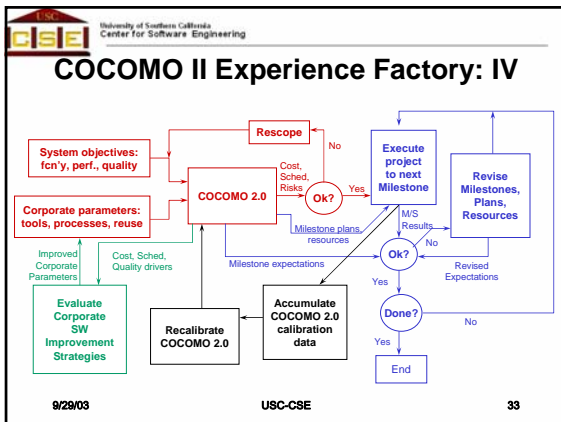 USC
C S E
University of Southern California
Center for Software Engineering
COCOMO II Experience Factory: IV
Rescope
No
System objectives:
fcn'y, perf., quality
COCOMO 2.0
Cost,
Sched,
Risks
Ok?
Yes
Execute
project
to next
Milestone
Revise
Milestones,
Plans,
Resources
Corporate parameters:
tools, processes, reuse
Milestone plans,
resources
M/S
Results
Ok?
No
Improved
Corporate
Parameters
Cost, Sched,
Quality drivers
Milestone expectations
Revised
Expectations
Yes
Evaluate
Corporate
SW
Improvement
Strategies
Recalibrate
COCOMO 2.0
Accumulate
COCOMO 2.0
calibration
data
Done?
No
Yes
End
9/29/03
USC-CSE
33